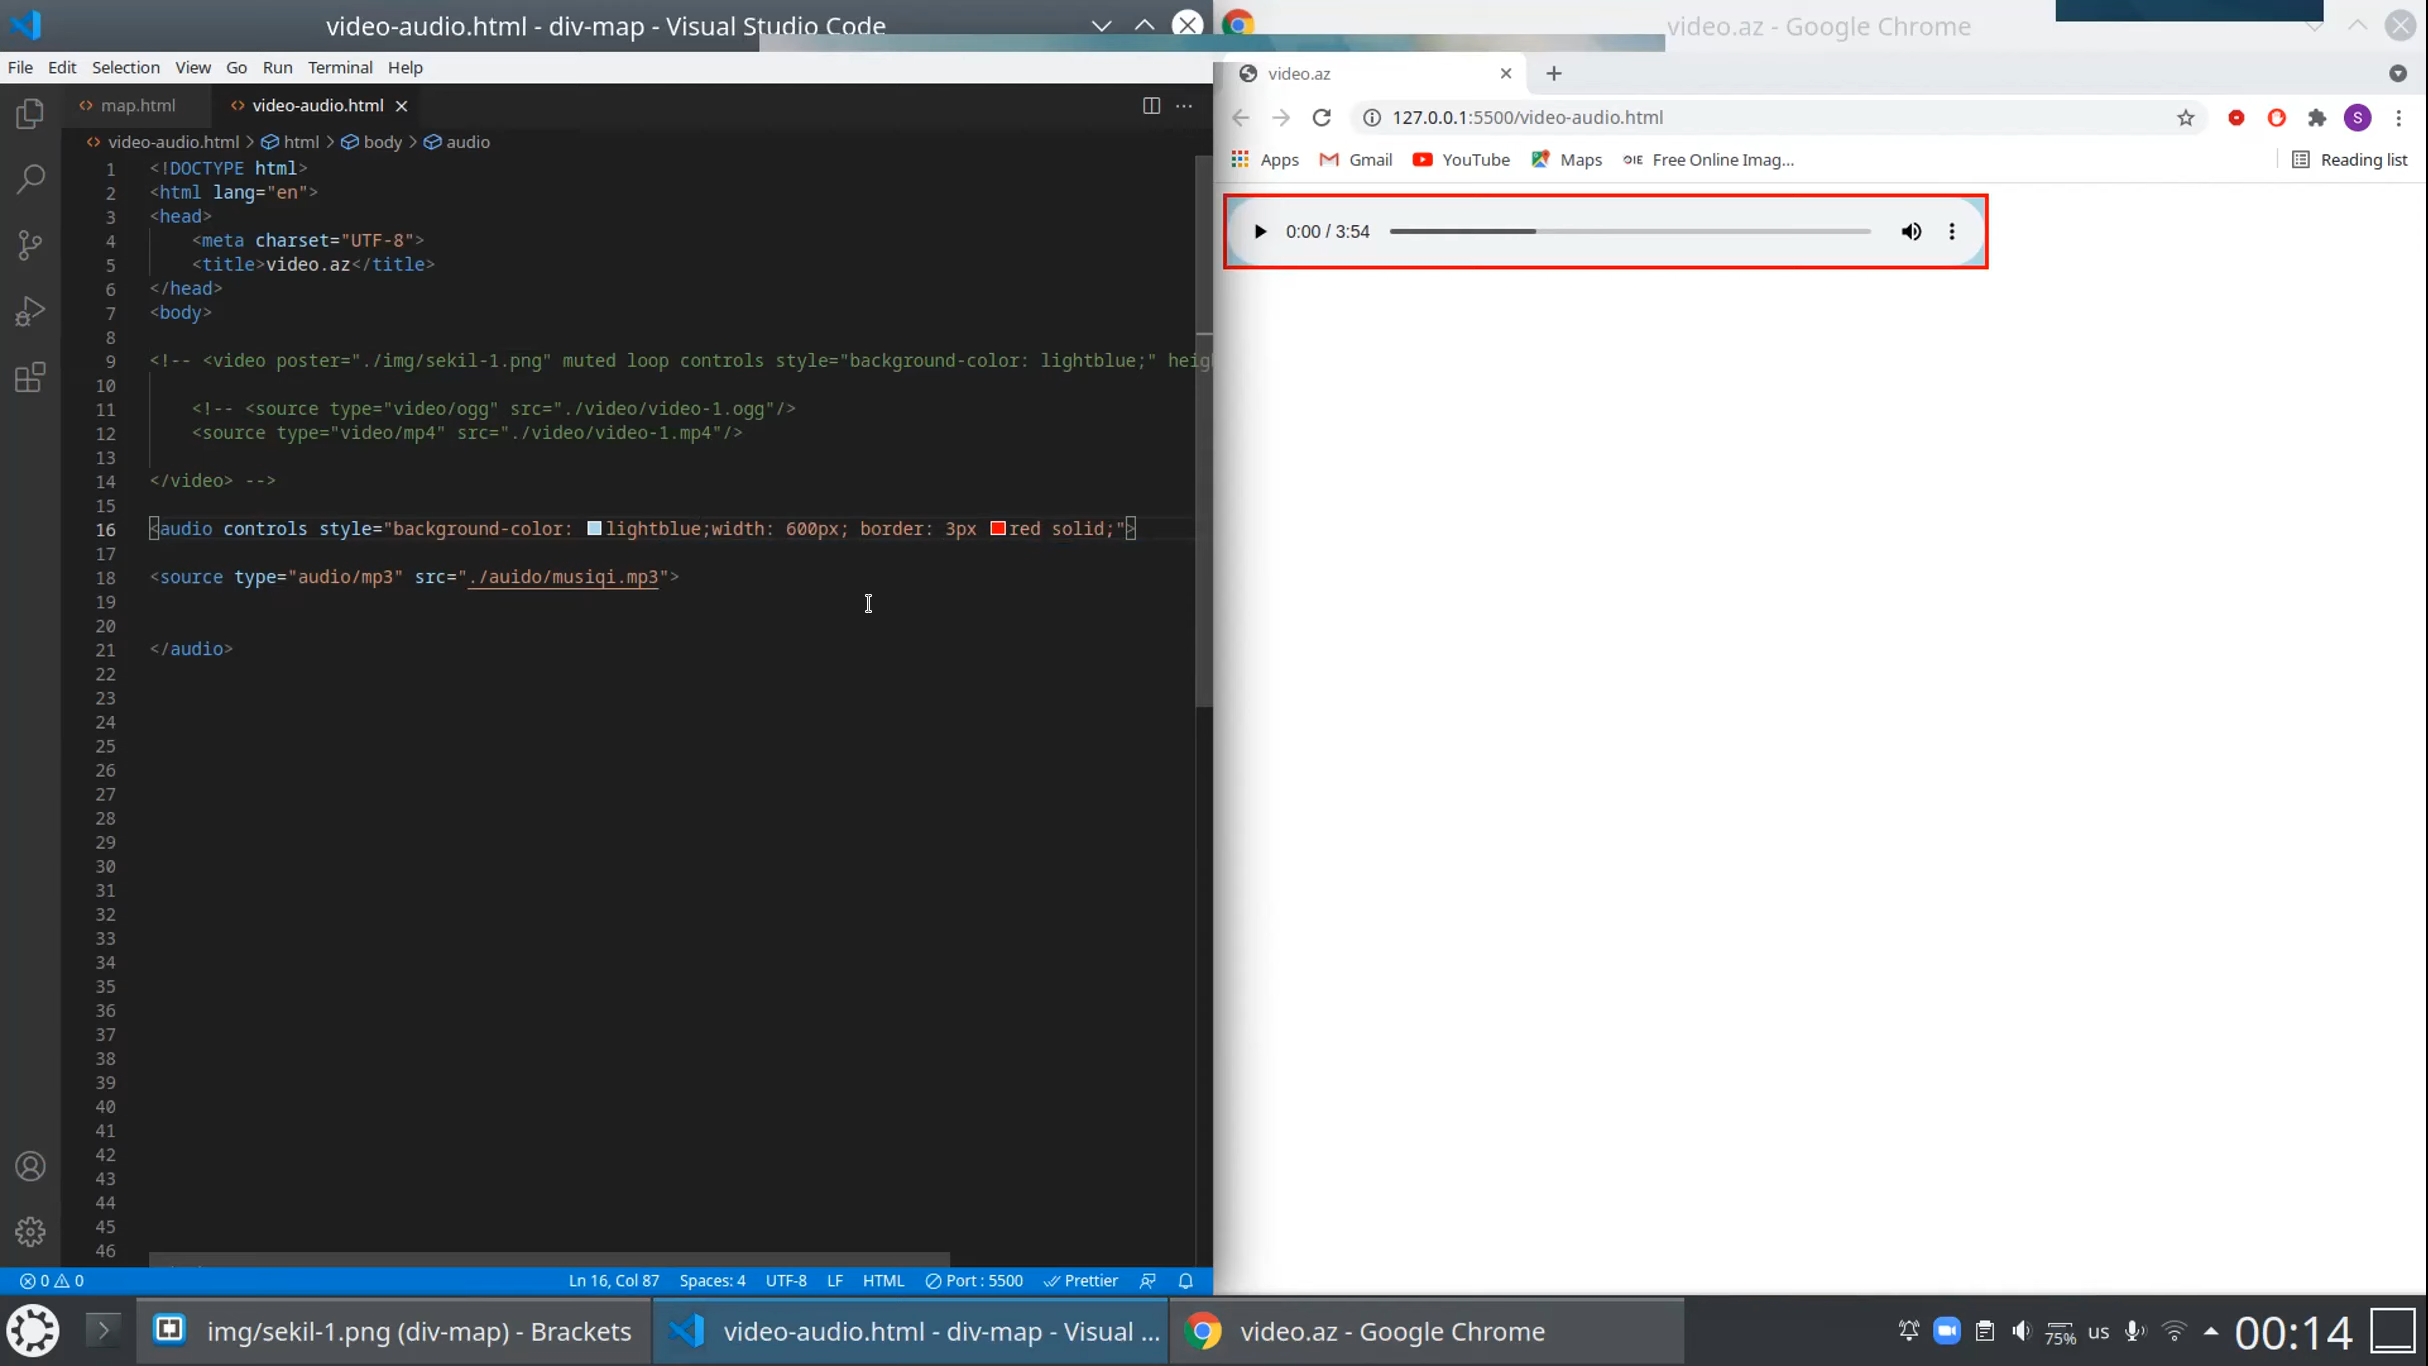 video-audio.html - div-map - Visual Studio Code
File Edit Selection View Go Run Terminal Help
map.html video-audio.html
video-audio.html > html > body > audio
1 <!DOCTYPE html>
2 <html lang="en">
3 <head>
4 <meta charset="UTF-8">
5 <title>video.az</title>
6 </head>
7 <body>
8
9 <!-- <video poster="./img/sekil-1.png" muted loop controls style="background-color: lightblue;" heig
10
11 <!-- <source type="video/ogg" src="./video/video-1.ogg"/>
12 <source type="video/mp4" src="./video/video-1.mp4"/>
13
14 </video> -->
15
16 <audio controls style="background-color: lightblue;width: 600px; border: 3px red solid;">
17
18 <source type="audio/mp3" src="./auido/musiqi.mp3">
19
20
21 </audio>
22
23
24
25
26
27
28
29
30
31
32
33
34
35
36
37
38
39
40
41
42
43
44
45
46
0 0 Ln 16, Col 87 Spaces: 4 UTF-8 LF HTML Port : 5500 Prettier
video.az - Google Chrome
video.az
127.0.0.1:5500/video-audio.html
S
Apps Gmail YouTube Maps OIE Free Online Imag... Reading list
0:00 / 3:54
img/sekil-1.png (div-map) - Brackets
video-audio.html - div-map - Visual ...
video.az - Google Chrome
75% us 00:14